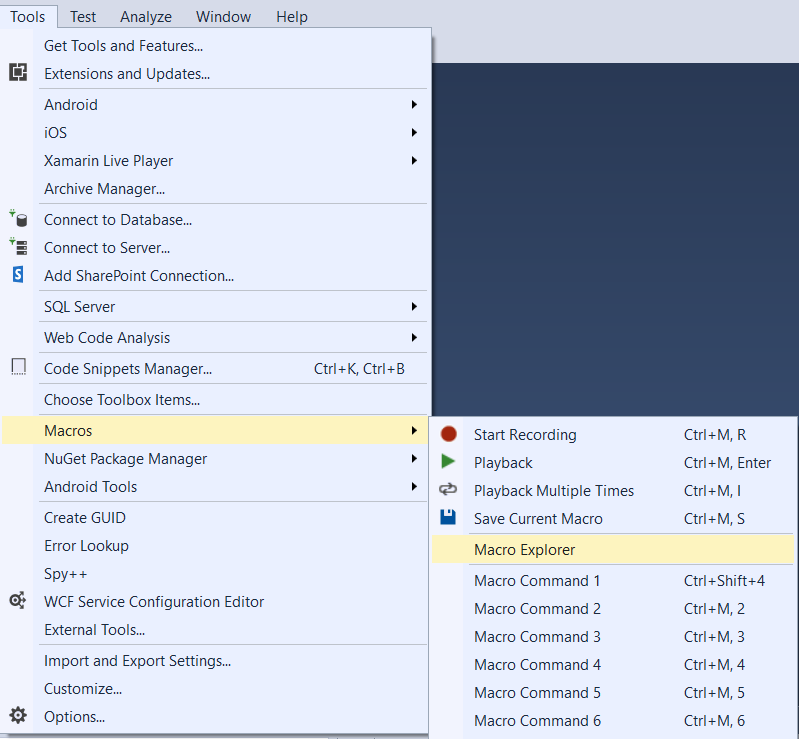 Tools Test Analyze Window Help
Get Tools and Features...
Extensions and Updates...
Android
iOS
Xamarin Live Player
Archive Manager...
Connect to Database...
Connect to Server...
Add SharePoint Connection...
SQL Server
Web Code Analysis
Code Snippets Manager... Ctrl+K, Ctrl+B
Choose Toolbox Items...
Macros
NuGet Package Manager
Android Tools
Create GUID
Error Lookup
Spy++
WCF Service Configuration Editor
External Tools...
Import and Export Settings...
Customize...
Options...
Start Recording Ctrl+M, R
Playback Ctrl+M, Enter
Playback Multiple Times Ctrl+M, I
Save Current Macro Ctrl+M, S
Macro Explorer
Macro Command 1 Ctrl+Shift+4
Macro Command 2 Ctrl+M, 2
Macro Command 3 Ctrl+M, 3
Macro Command 4 Ctrl+M, 4
Macro Command 5 Ctrl+M, 5
Macro Command 6 Ctrl+M, 6